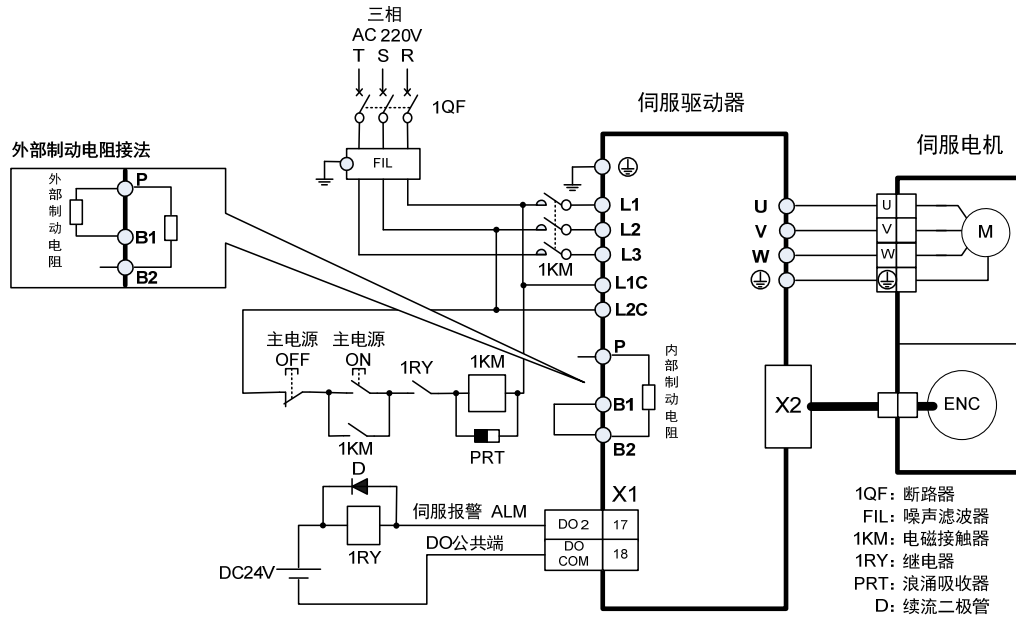 三相
AC 220V
T S R
1QF
FIL
伺服驱动器
伺服电机
外部制动电阻接法
外部制动电阻
P
B1
B2
L1
L2
L3
1KM
L1C
L2C
U
V
W
U
V
W
M
主电源
OFF
主电源
ON
1RY
1KM
1KM
PRT
P
B1
B2
内部制动电阻
X2
ENC
D
1RY
DC24V
伺服报警 ALM
DO公共端
X1
DO 2 17
DO
COM
18
1QF：断路器
FIL：噪声滤波器
1KM：电磁接触器
1RY：继电器
PRT：浪涌吸收器
D：续流二极管